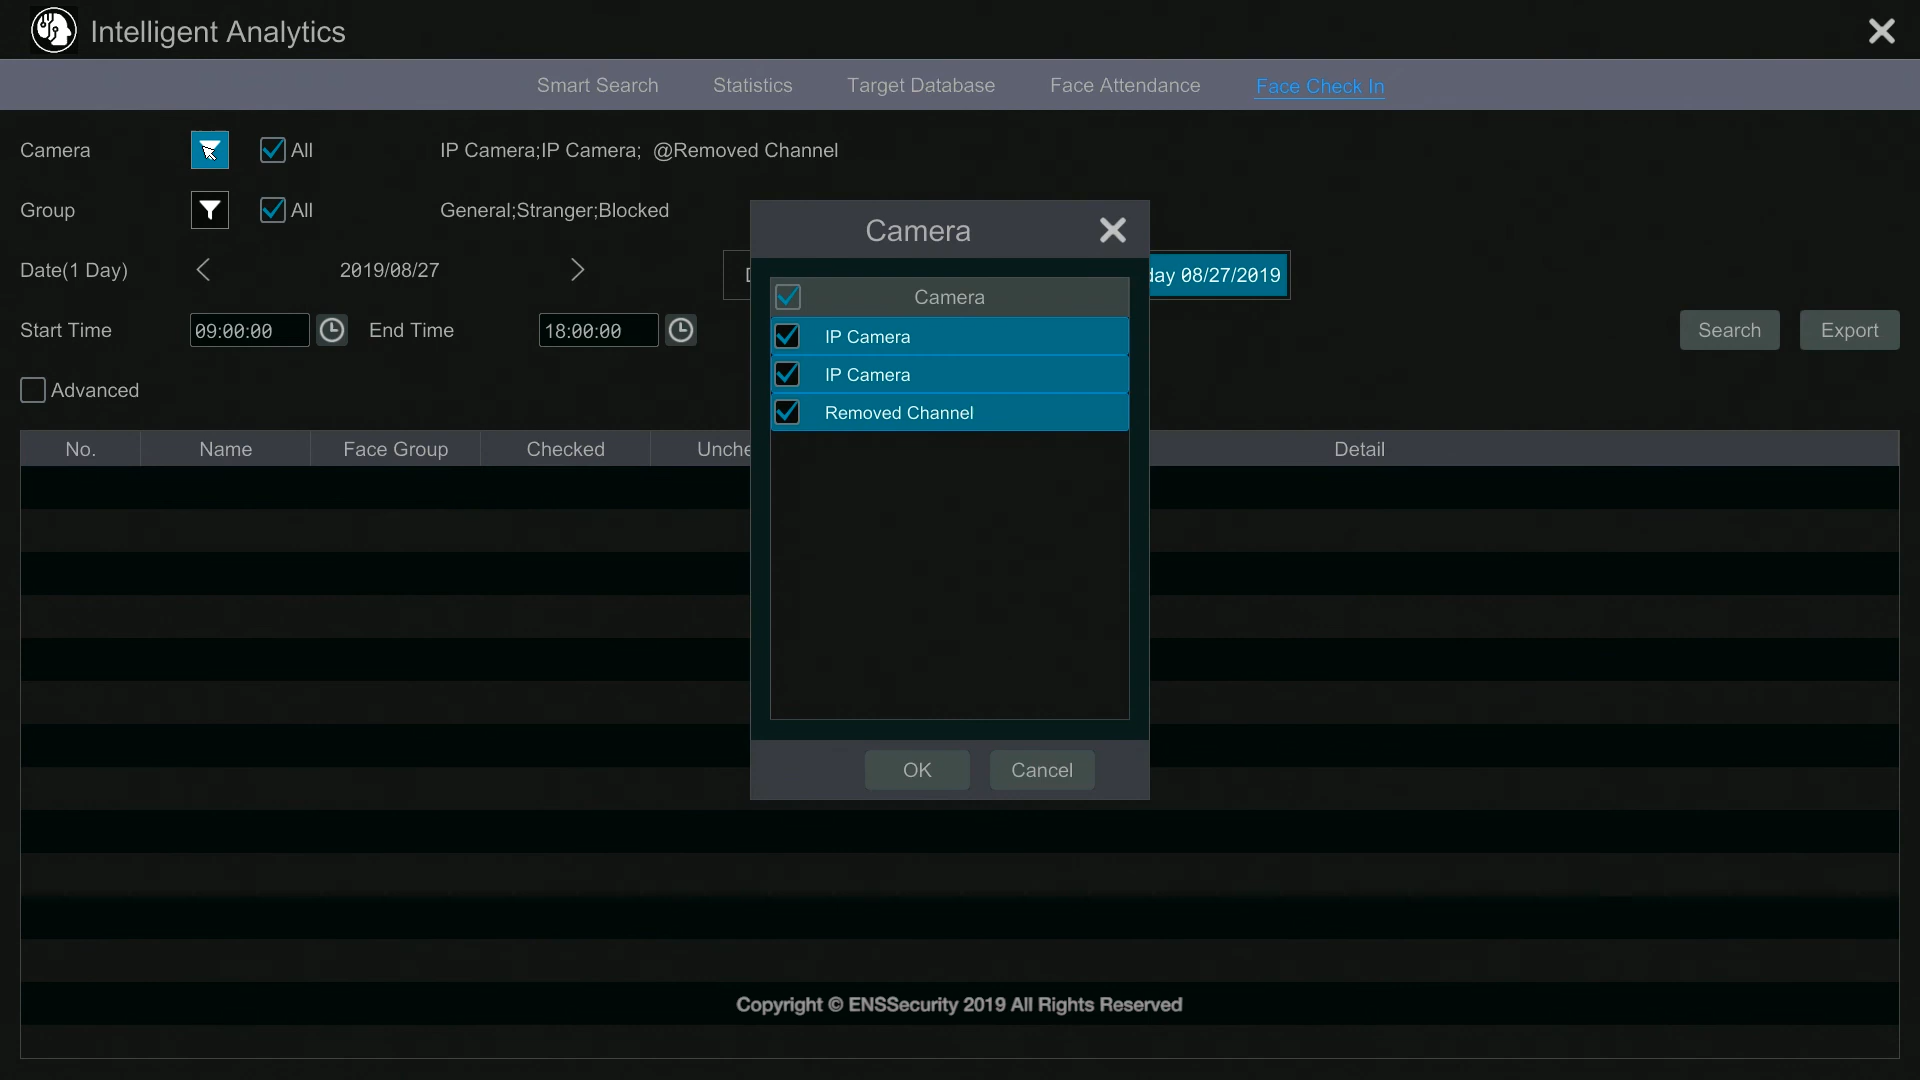 Intelligent Analytics
Smart Search Statistics Target Database Face Attendance Face Check In
Camera All IP Camera;IP Camera; @Removed Channel
Group All General;Stranger;Blocked
Date(1 Day) 2019/08/27 08/27/2019
Start Time 09:00:00 End Time 18:00:00 Search Export
Advanced
No. Name Face Group Checked Detail
Camera
Camera
IP Camera
IP Camera
Removed Channel
OK Cancel
Copyright © ENSSecurity 2019 All Rights Reserved